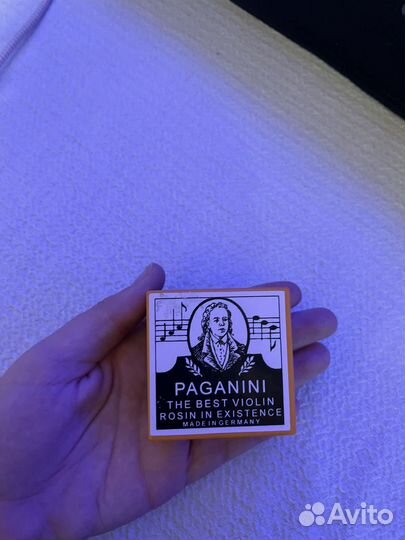 PAGANINI
THE BEST VIOLIN
ROSIN IN EXISTENCE
MADE IN GERMANY
Avito